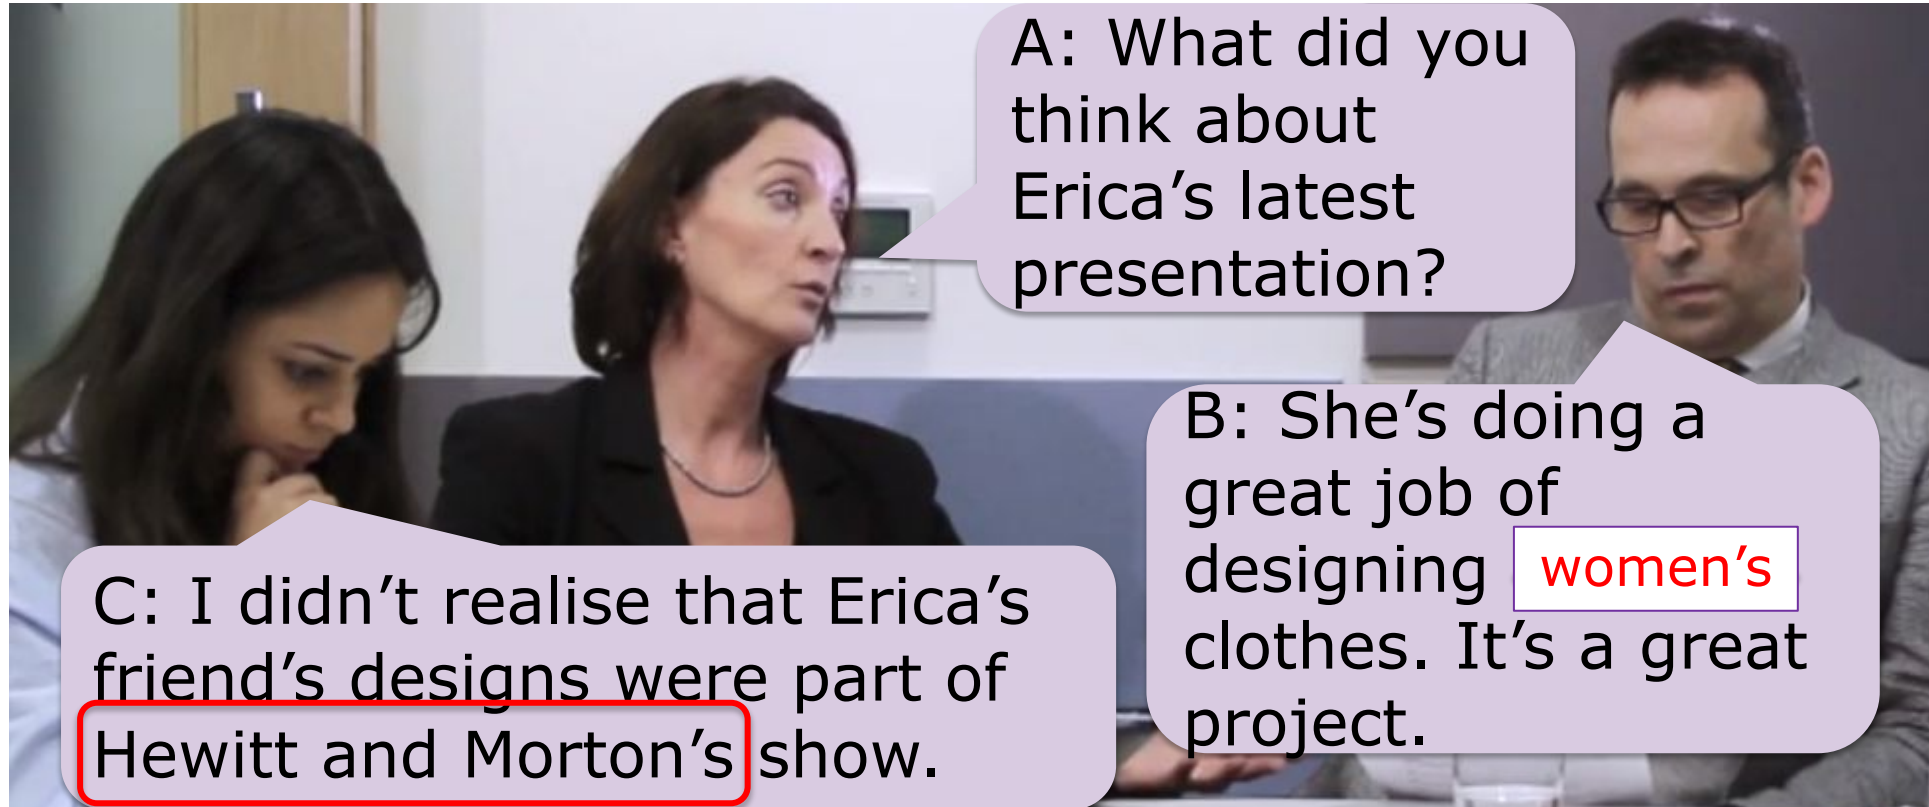 A: What did you
think about
Erica’s latest
presentation?
B: She’s doing a
great job of
designing women’s
clothes. It’s a great
project.
C: I didn’t realise that Erica’s
friend’s designs were part of
Hewitt and Morton’s show.